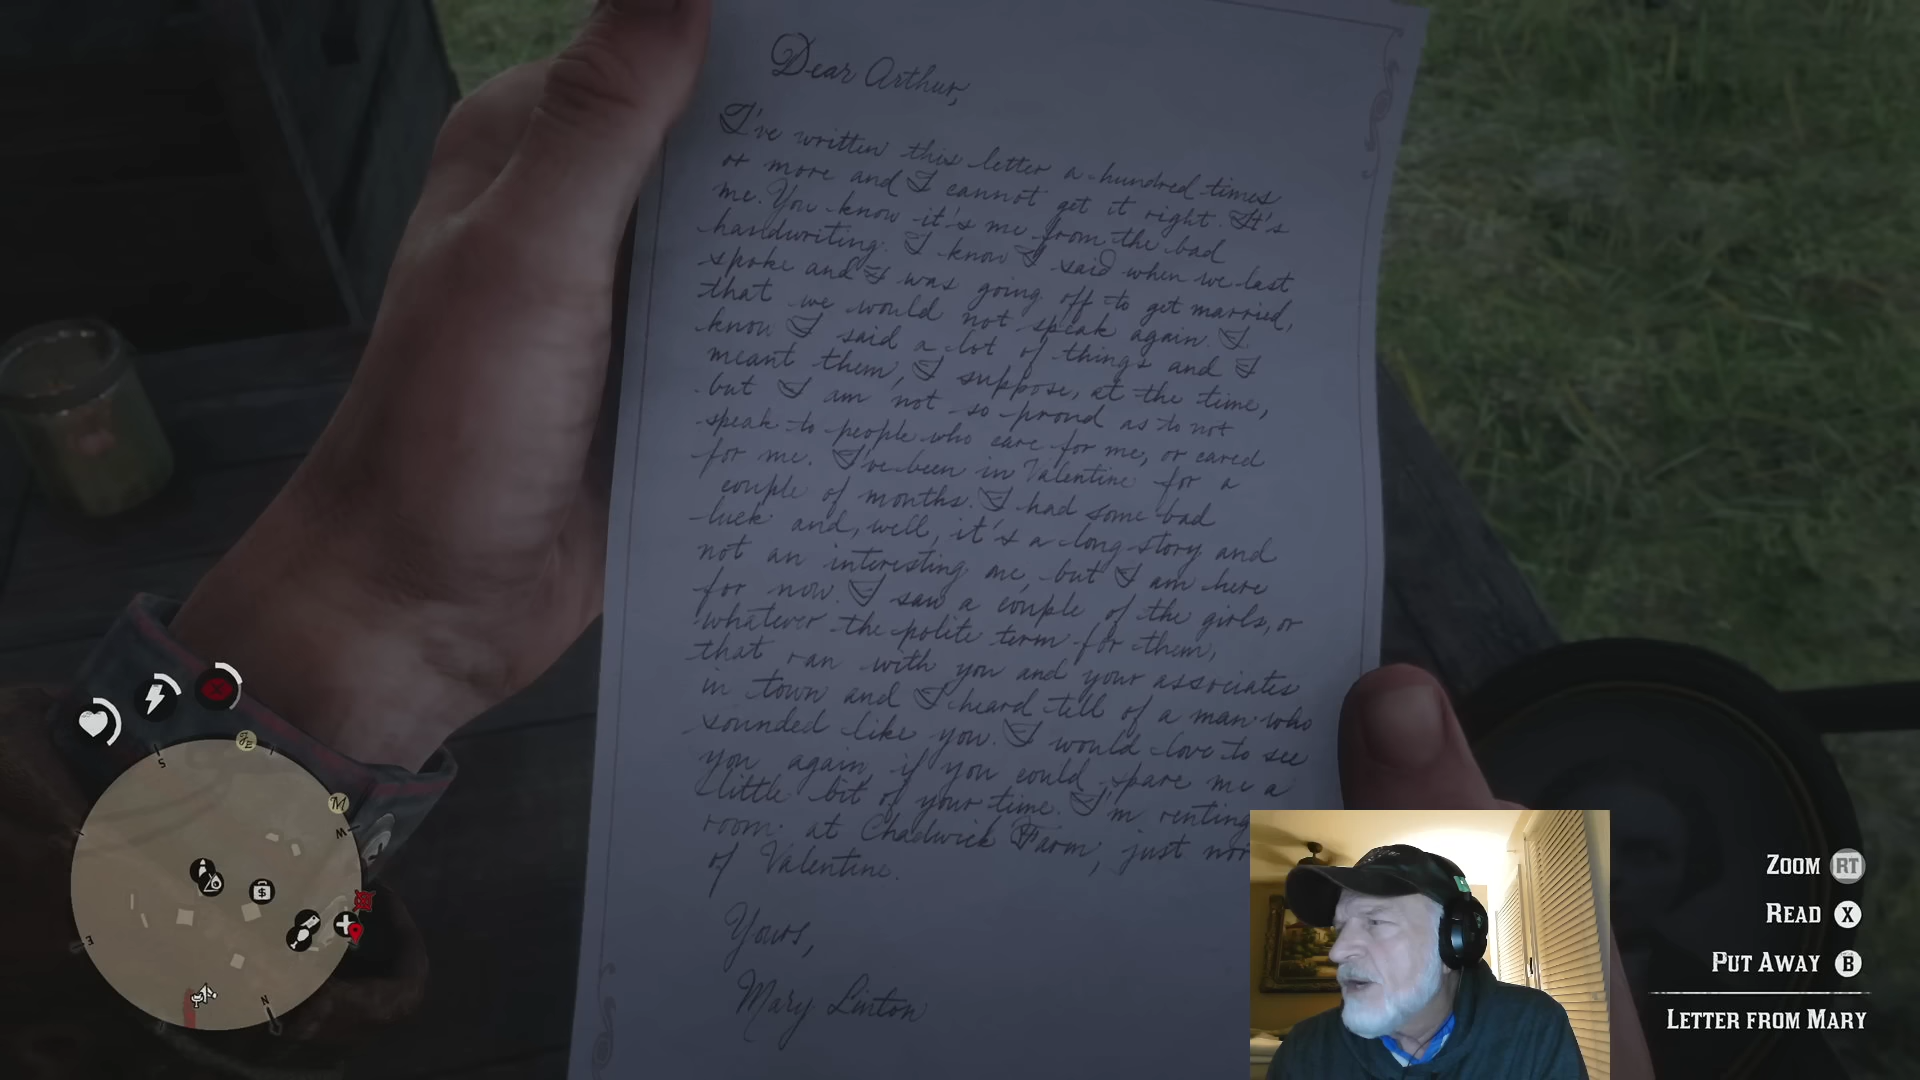 Dear Arthur,
I've written this letter a hundred times
or more and I cannot get it right. It's
me. You know it's me from the bad
handwriting. I know I said when we last
spoke and I was going off to get married,
that we would not speak again. I
know I said a lot of things and I
meant them, I suppose, at the time,
but I am not so proud as to not
speak to people who care for me, or cared
for me. I've been in Valentine for a
couple of months. I had some bad
luck and, well, it's a long story and
not an interesting one, but I am here
for now. I saw a couple of the girls, or
whatever the polite term for them,
that ran with you and your associates
in town and I heard tell of a man who
sounded like you. I would love to see
you again, if you could spare me a
little bit of your time. I'm renting
room at Chadwick Farm, just
of Valentine.
Yours,
Mary Linton
S
W
N
E
JE
M
$
ZOOM RT
READ X
PUT AWAY B
LETTER FROM MARY